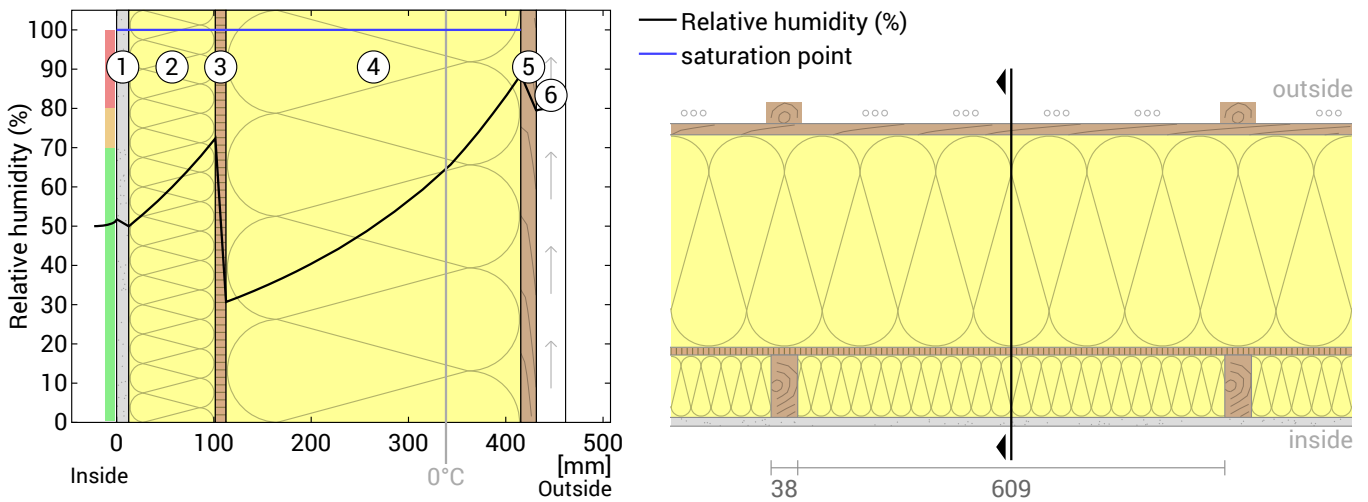 Relative humidity (%)
saturation point
Relative humidity (%)
100
90
80
70
60
50
40
30
20
10
0
1
2
3
4
5
6
0
100
200
300
400
500
[mm]
Inside
0°C
Outside
outside
inside
38
609